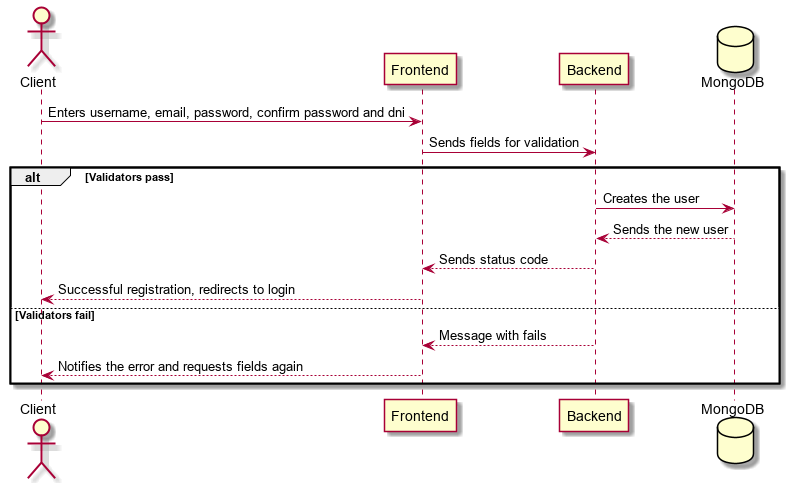 Client
Frontend
Backend
MongoDB
Enters username, email, password, confirm password and dni
Sends fields for validation
alt [Validators pass]
Creates the user
Sends the new user
Sends status code
Successful registration, redirects to login
[Validators fail]
Message with fails
Notifies the error and requests fields again
Client
Frontend
Backend
MongoDB